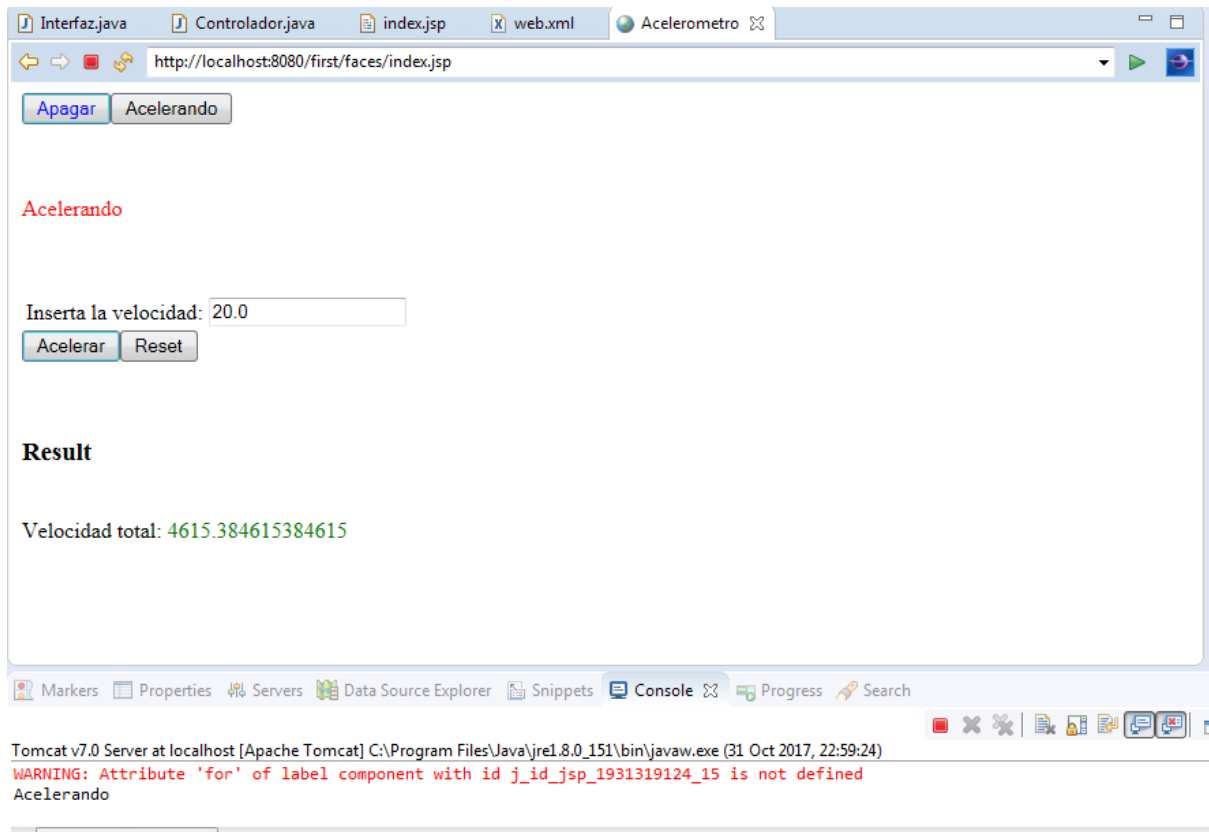 Interfaz.java Controlador.java index.jsp web.xml Acelerometro
http://localhost:8080/first/faces/index.jsp
Apagar Acelerando
Acelerando
Inserta la velocidad: 20.0
Acelerar Reset
Result
Velocidad total: 4615.384615384615
Markers Properties Servers Data Source Explorer Snippets Console Progress Search
Tomcat v7.0 Server at localhost [Apache Tomcat] C:\Program Files\Java\jre1.8.0_151\bin\javaw.exe (31 Oct 2017, 22:59:24)
WARNING: Attribute 'for' of label component with id j_id_jsp_1931319124_15 is not defined
Acelerando